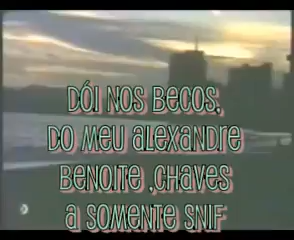 DÓI NOS BECOS,
DO MEU ALEXANDRE
BENOITE ,CHAVES
A SOMENTE SNIF